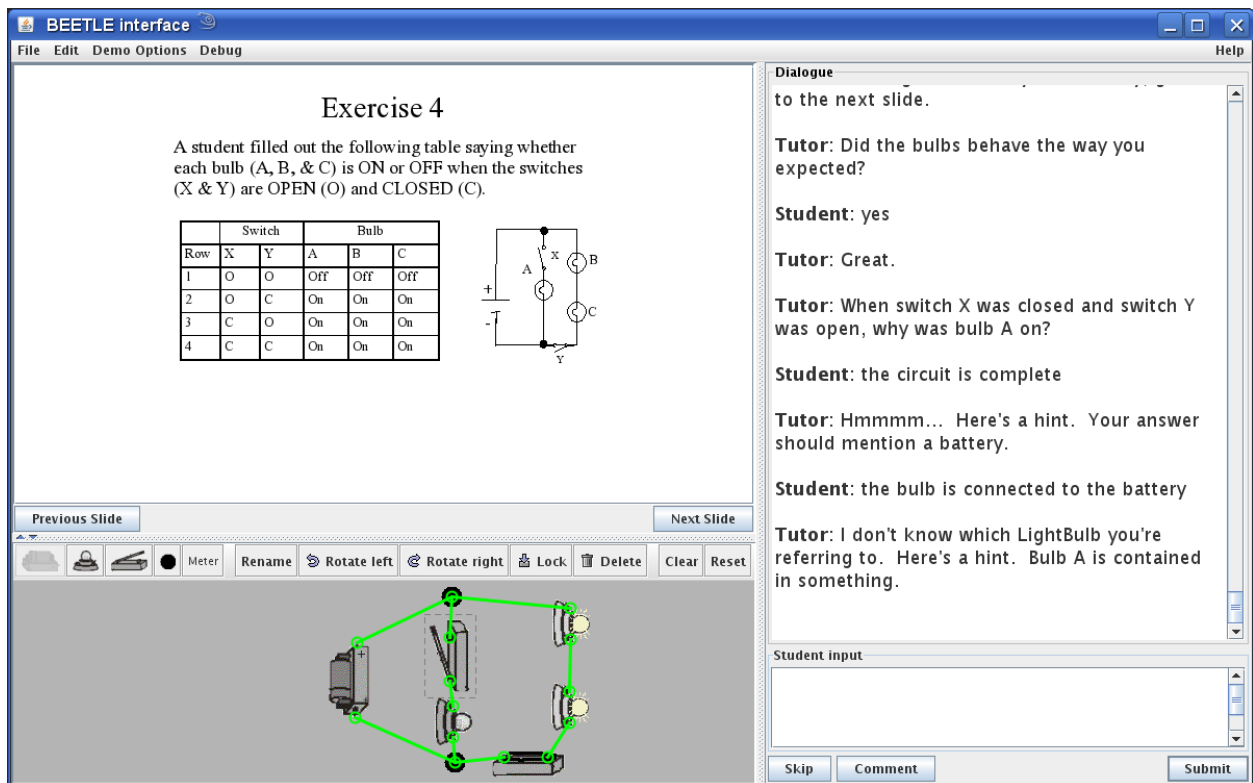 BEETLE interface
File Edit Demo Options Debug Help
Exercise 4
A student filled out the following table saying whether
each bulb (A, B, & C) is ON or OFF when the switches
(X & Y) are OPEN (O) and CLOSED (C).
Switch Bulb
Row X Y A B C
1 O O Off Off Off
2 O C On On On
3 C O On On On
4 C C On On On
X
B
A
+
C
-
Y
Previous Slide Next Slide
Meter Rename Rotate left Rotate right Lock Delete Clear Reset
+
Dialogue
to the next slide.
Tutor: Did the bulbs behave the way you
expected?
Student: yes
Tutor: Great.
Tutor: When switch X was closed and switch Y
was open, why was bulb A on?
Student: the circuit is complete
Tutor: Hmmmm... Here's a hint. Your answer
should mention a battery.
Student: the bulb is connected to the battery
Tutor: I don't know which LightBulb you're
referring to. Here's a hint. Bulb A is contained
in something.
Student input
Skip Comment Submit